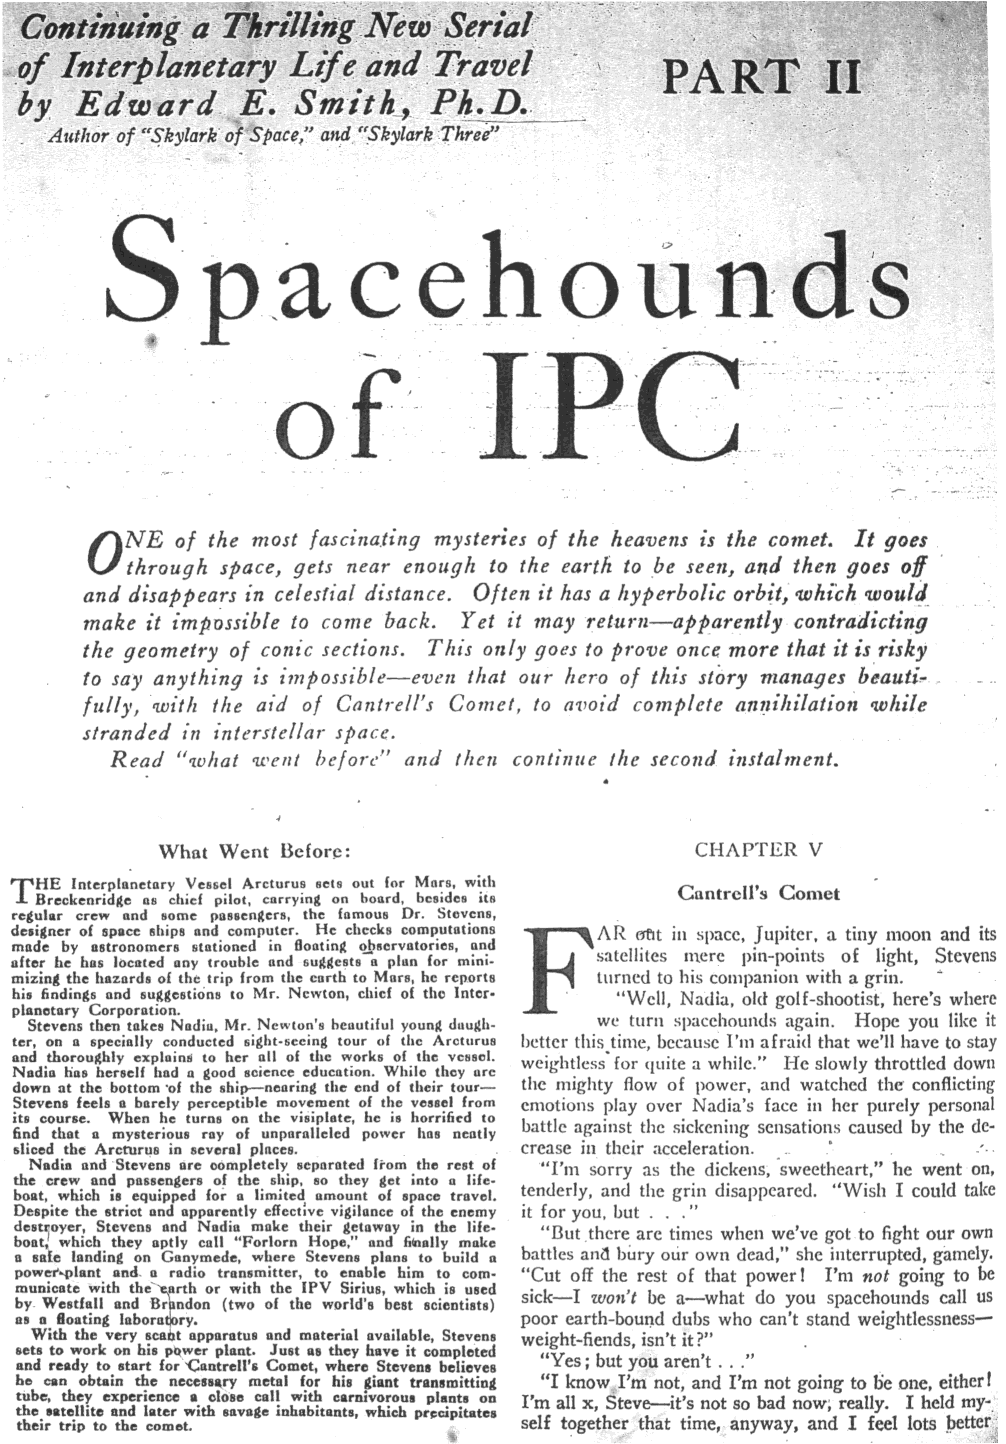 Continuing a Thrilling New Serial
of Interplanetary Life and Travel
by Edward E. Smith, Ph.D.
Author of "Skylark of Space," and "Skylark Three"
PART II
Spacehounds
of IPC
ONE of the most fascinating mysteries of the heavens is the comet. It goes
through space, gets near enough to the earth to be seen, and then goes off
and disappears in celestial distance. Often it has a hyperbolic orbit, which would
make it impossible to come back. Yet it may return—apparently contradicting
the geometry of conic sections. This only goes to prove once more that it is risky
to say anything is impossible—even that our hero of this story manages beauti-
fully, with the aid of Cantrell's Comet, to avoid complete annihilation while
stranded in interstellar space.
Read "what went before" and then continue the second instalment.
What Went Before:
THE Interplanetary Vessel Arcturus sets out for Mars, with
Breckenridge as chief pilot, carrying on board, besides its
regular crew and some passengers, the famous Dr. Stevens,
designer of space ships and computer. He checks computations
made by astronomers stationed in floating observatories, and
after he has located any trouble and suggests a plan for mini-
mizing the hazards of the trip from the earth to Mars, he reports
his findings and suggestions to Mr. Newton, chief of the Inter-
planetary Corporation.
Stevens then takes Nadia, Mr. Newton's beautiful young daugh-
ter, on a specially conducted sight-seeing tour of the Arcturus
and thoroughly explains to her all of the works of the vessel.
Nadia has herself had a good science education. While they are
down at the bottom of the ship—nearing the end of their tour—
Stevens feels a barely perceptible movement of the vessel from
its course. When he turns on the visiplate, he is horrified to
find that a mysterious ray of unparalleled power has neatly
sliced the Arcturus in several places.
Nadia and Stevens are completely separated from the rest of
the crew and passengers of the ship, so they get into a life-
boat, which is equipped for a limited amount of space travel.
Despite the strict and apparently effective vigilance of the enemy
destroyer, Stevens and Nadia make their getaway in the life-
boat, which they aptly call "Forlorn Hope," and finally make
a safe landing on Ganymede, where Stevens plans to build a
power-plant and a radio transmitter, to enable him to com-
municate with the earth or with the IPV Sirius, which is used
by Westfall and Brandon (two of the world's best scientists)
as a floating laboratory.
With the very scant apparatus and material available, Stevens
sets to work on his power plant. Just as they have it completed
and ready to start for Cantrell's Comet, where Stevens believes
he can obtain the necessary metal for his giant transmitting
tube, they experience a close call with carnivorous plants on
the satellite and later with savage inhabitants, which precipitates
their trip to the comet.
CHAPTER V
Cantrell's Comet
FAR out in space, Jupiter, a tiny moon and its
satellites mere pin-points of light, Stevens
turned to his companion with a grin.
"Well, Nadia, old golf-shootist, here's where
we turn spacehounds again. Hope you like it
better this time, because I'm afraid that we'll have to stay
weightless for quite a while." He slowly throttled down
the mighty flow of power, and watched the conflicting
emotions play over Nadia's face in her purely personal
battle against the sickening sensations caused by the de-
crease in their acceleration.
"I'm sorry as the dickens, sweetheart," he went on,
tenderly, and the grin disappeared. "Wish I could take
it for you, but . . ."
"But there are times when we've got to fight our own
battles and bury our own dead," she interrupted, gamely.
"Cut off the rest of that power! I'm not going to be
sick—I won't be a—what do you spacehounds call us
poor earth-bound dubs who can't stand weightlessness—
weight-fiends, isn't it?"
"Yes; but you aren't . . ."
"I know I'm not, and I'm not going to be one, either!
I'm all x, Steve—it's not so bad now, really. I held my-
self together that time, anyway, and I feel lots better